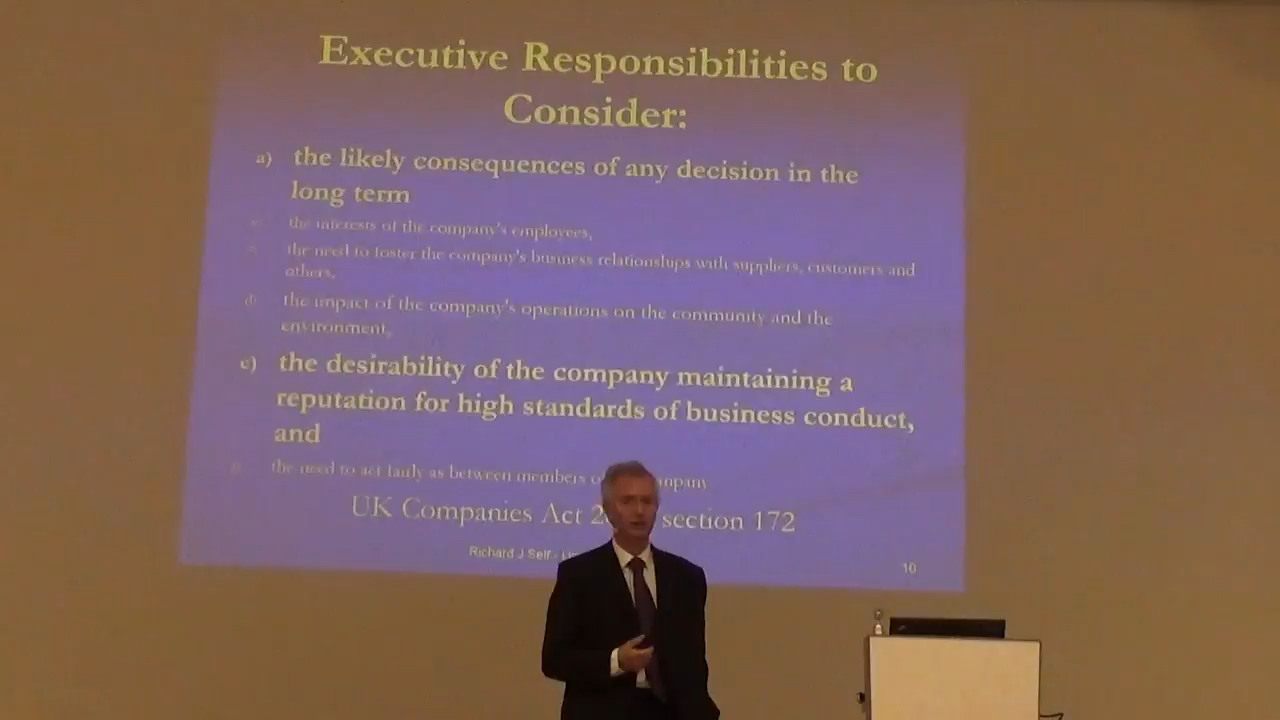 Executive Responsibilities to
Consider:
a) the likely consequences of any decision in the
long term
the interests of the company's employees,
the need to foster the company's business relationships with suppliers, customers and
others,
d) the impact of the company's operations on the community and the
environment,
e) the desirability of the company maintaining a
reputation for high standards of business conduct,
and
the need to act fairly as between members
UK Companies Act section 172
Richard J Self -
10